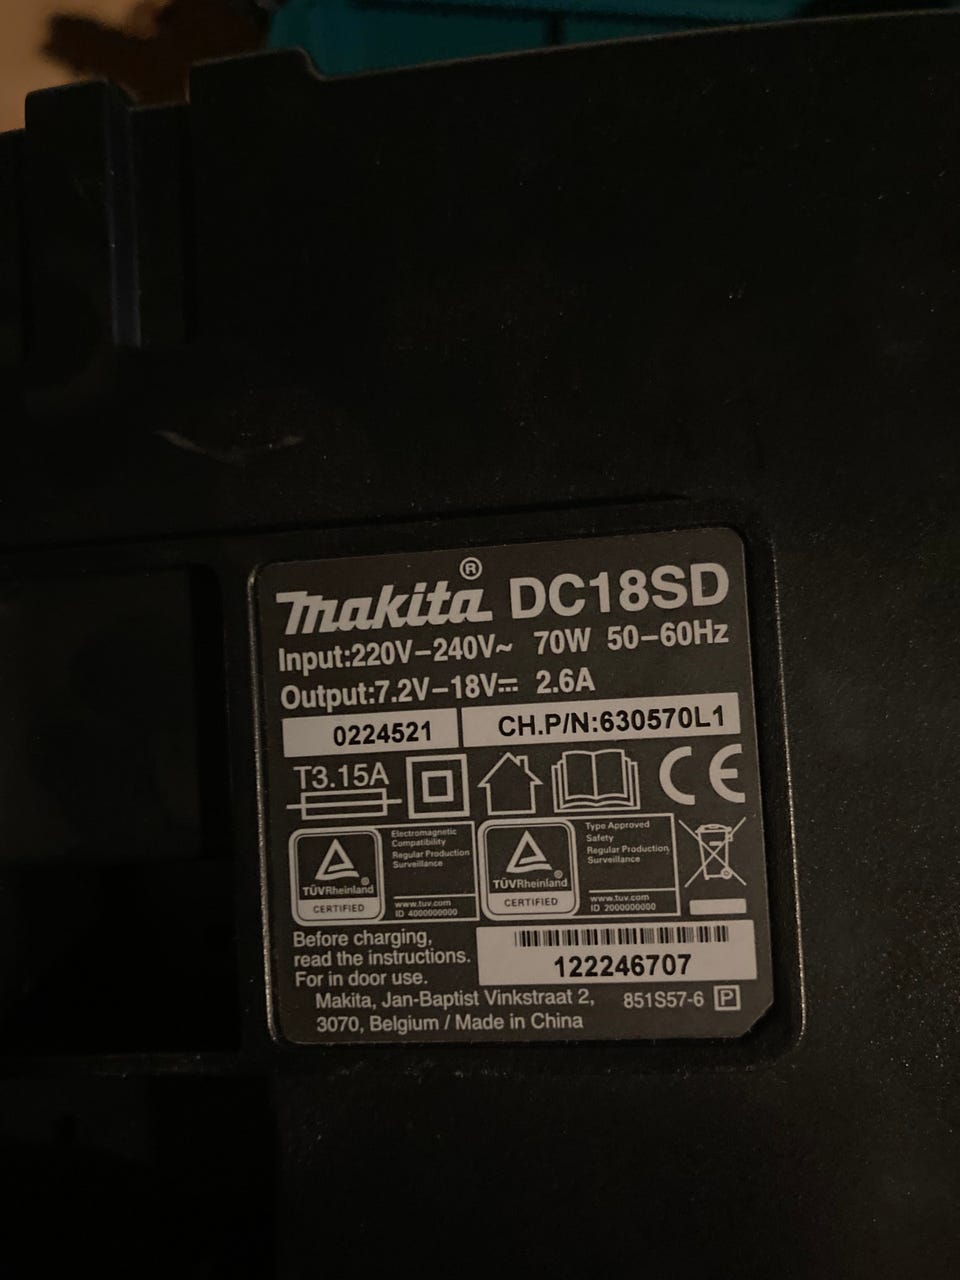 makita® DC18SD
Input:220V–240V~ 70W 50–60Hz
Output:7.2V–18V⎓ 2.6A
0224521 CH.P/N:630570L1
T3.15A CE
Electromagnetic
Compatibility
Regular Production
Surveillance
TÜVRheinland®
CERTIFIED
www.tuv.com
ID 4000000000
Type Approved
Safety
Regular Production
Surveillance
TÜVRheinland®
CERTIFIED
www.tuv.com
ID 2000000000
Before charging,
read the instructions.
For in door use.
122246707
Makita, Jan-Baptist Vinkstraat 2,
3070, Belgium / Made in China
851S57-6 P